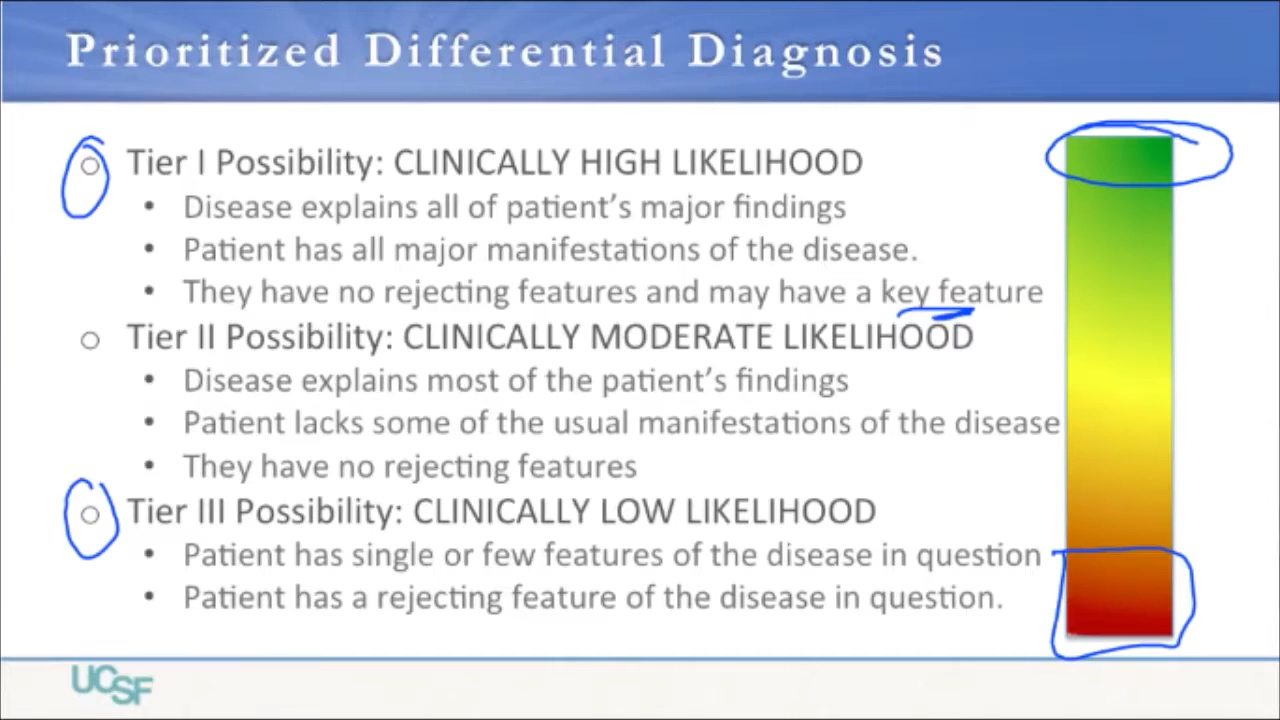 Prioritized Differential Diagnosis
○ Tier I Possibility: CLINICALLY HIGH LIKELIHOOD
• Disease explains all of patient’s major findings
• Patient has all major manifestations of the disease.
• They have no rejecting features and may have a key feature
○ Tier II Possibility: CLINICALLY MODERATE LIKELIHOOD
• Disease explains most of the patient’s findings
• Patient lacks some of the usual manifestations of the disease
• They have no rejecting features
○ Tier III Possibility: CLINICALLY LOW LIKELIHOOD
• Patient has single or few features of the disease in question
• Patient has a rejecting feature of the disease in question.
UCSF